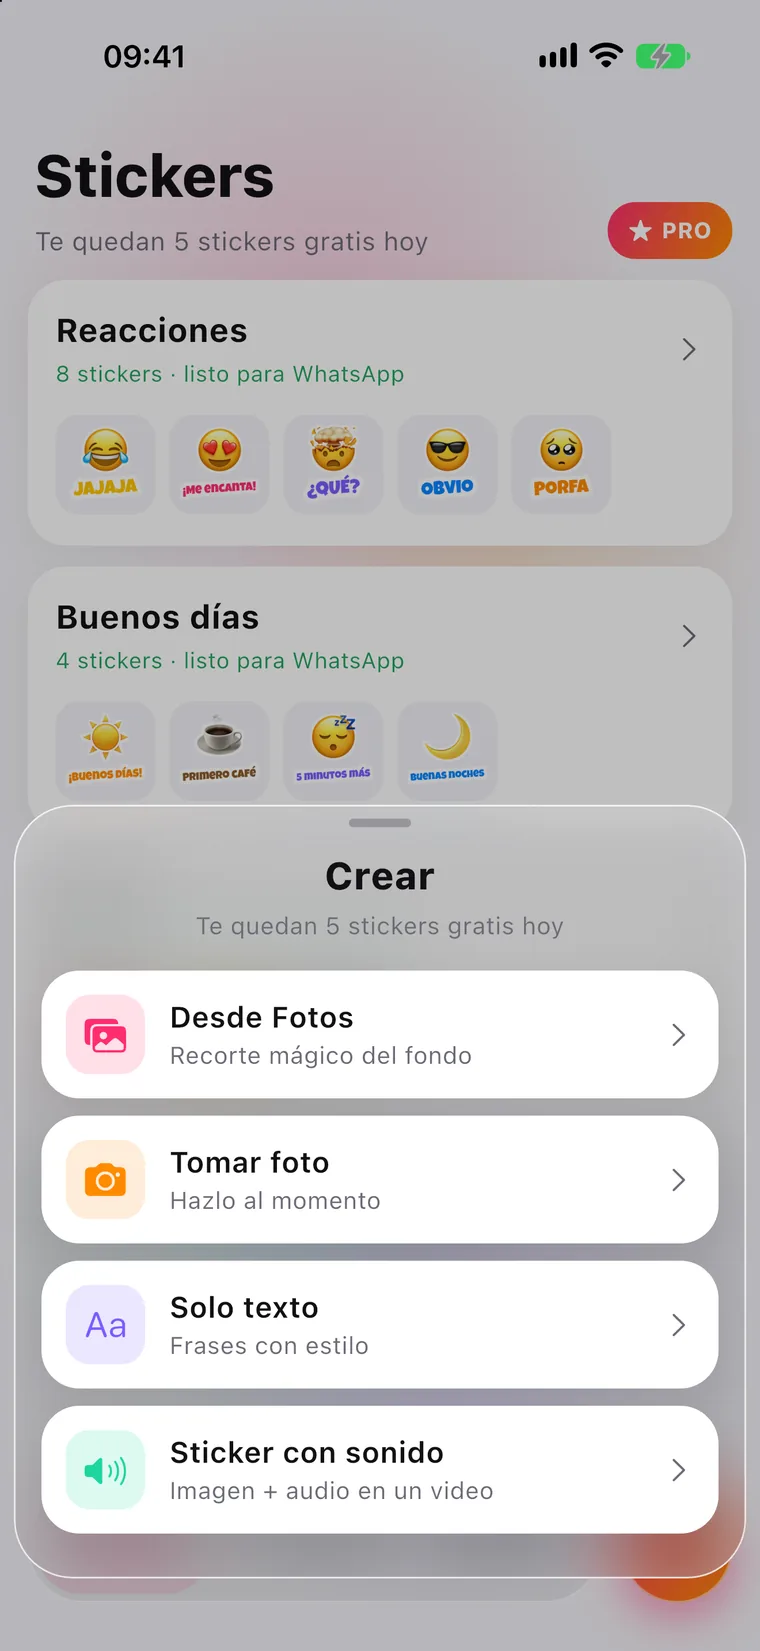 09:41
Stickers
Te quedan 5 stickers gratis hoy
PRO
Reacciones
8 stickers · listo para WhatsApp
JAJAJA
¡Me encanta!
¿QUÉ?
OBVIO
PORFA
Buenos días
4 stickers · listo para WhatsApp
¡Buenos días!
Primero café
5 minutos más
Buenas noches
zzZ
Crear
Te quedan 5 stickers gratis hoy
Desde Fotos
Recorte mágico del fondo
Tomar foto
Hazlo al momento
Aa
Solo texto
Frases con estilo
Sticker con sonido
Imagen + audio en un video